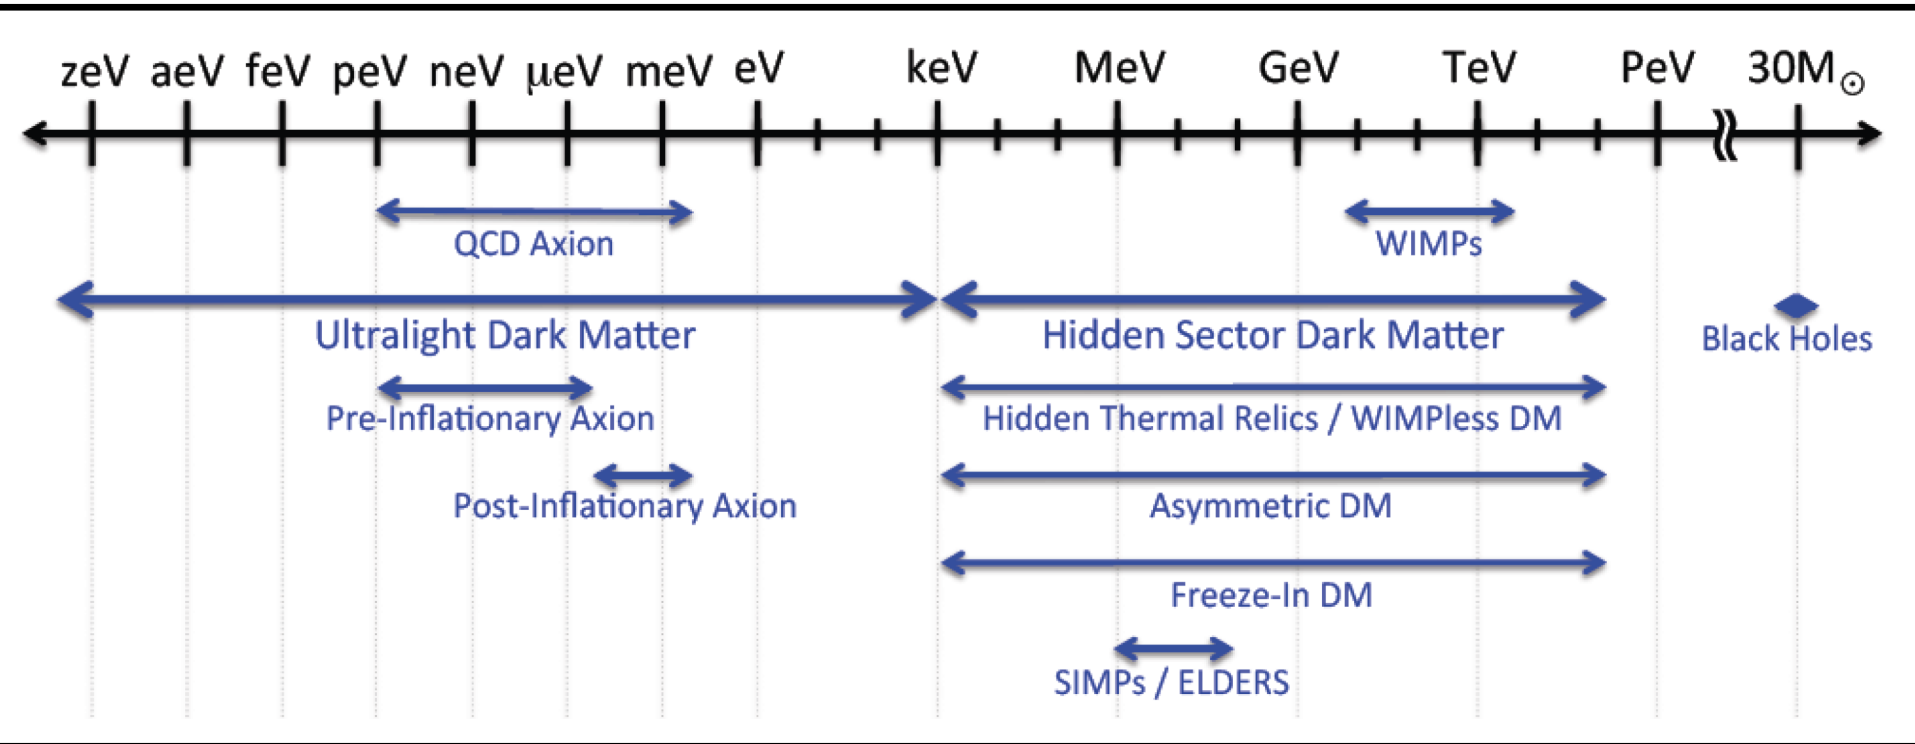 zeV aeV feV peV neV μeV meV eV keV MeV GeV TeV PeV 30M☉
QCD Axion WIMPs
Ultralight Dark Matter Hidden Sector Dark Matter Black Holes
Pre-Inflationary Axion Hidden Thermal Relics / WIMPless DM
Post-Inflationary Axion Asymmetric DM
Freeze-In DM
SIMPs / ELDERS